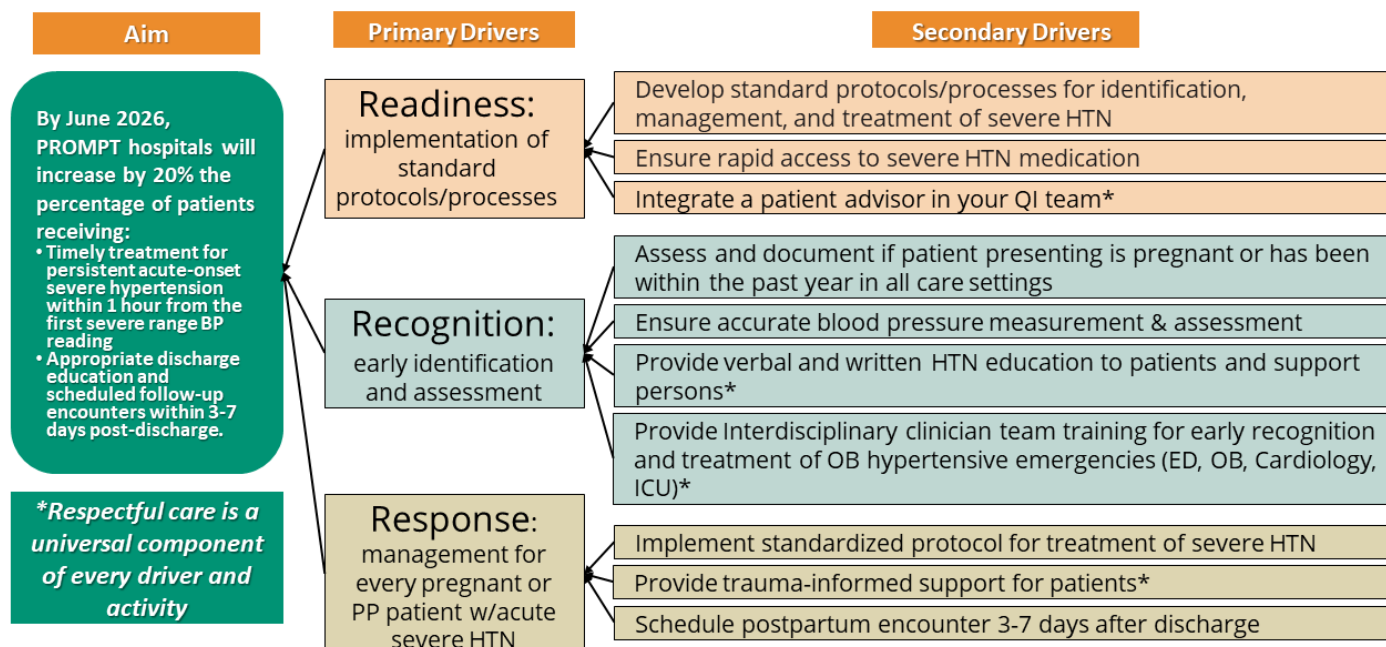 Aim
Primary Drivers
Secondary Drivers
By June 2026,
PROMPT hospitals will
increase by 20% the
percentage of patients
receiving:
• Timely treatment for
persistent acute-onset
severe hypertension
within 1 hour from the
first severe range BP
reading
• Appropriate discharge
education and
scheduled follow-up
encounters within 3-7
days post-discharge.
*Respectful care is a
universal component
of every driver and
activity
Readiness:
implementation of
standard
protocols/processes
Develop standard protocols/processes for identification,
management, and treatment of severe HTN
Ensure rapid access to severe HTN medication
Integrate a patient advisor in your QI team*
Recognition:
early identification
and assessment
Assess and document if patient presenting is pregnant or has been
within the past year in all care settings
Ensure accurate blood pressure measurement & assessment
Provide verbal and written HTN education to patients and support
persons*
Provide Interdisciplinary clinician team training for early recognition
and treatment of OB hypertensive emergencies (ED, OB, Cardiology,
ICU)*
Response:
management for
every pregnant or
PP patient w/acute
severe HTN
Implement standardized protocol for treatment of severe HTN
Provide trauma-informed support for patients*
Schedule postpartum encounter 3-7 days after discharge